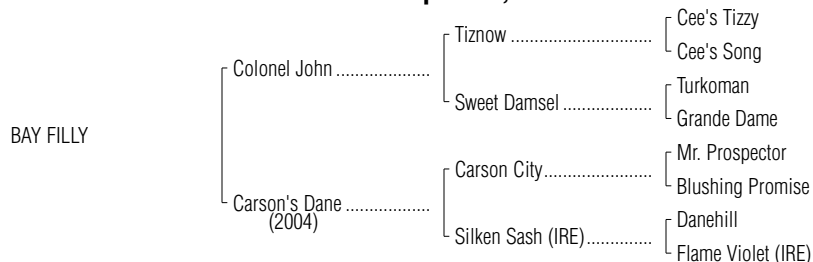 Cee's Tizzy
Tiznow ....................................
Cee's Song
Colonel John ....................
Turkoman
Sweet Damsel ......................
Grande Dame
BAY FILLY
Mr. Prospector
Carson City...........................
Blushing Promise
Carson's Dane ..................
(2004)
Danehill
Silken Sash (IRE)................
Flame Violet (IRE)